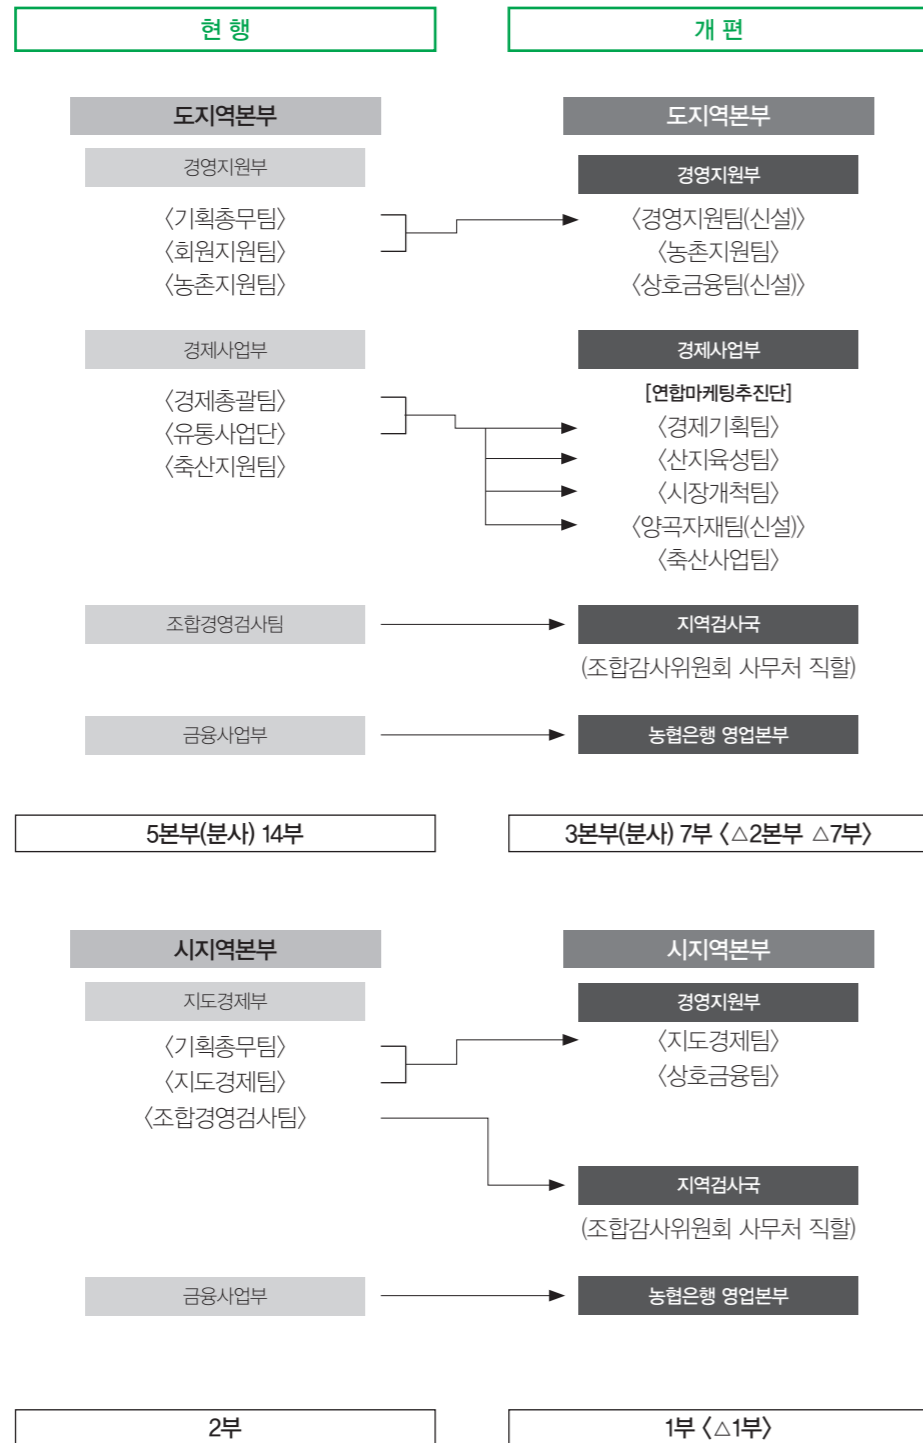 현 행
개 편
도지역본부
도지역본부
경영지원부
경영지원부
〈기획총무팀〉
〈경영지원팀(신설)〉
〈회원지원팀〉
〈농촌지원팀〉
〈농촌지원팀〉
〈상호금융팀(신설)〉
경제사업부
경제사업부
[연합마케팅추진단]
〈경제총괄팀〉
〈경제기획팀〉
〈유통사업단〉
〈산지육성팀〉
〈축산지원팀〉
〈시장개척팀〉
〈양곡자재팀(신설)〉
〈축산사업팀〉
조합경영검사팀
지역검사국
(조합감사위원회 사무처 직할)
금융사업부
농협은행 영업본부
5본부(분사) 14부
3본부(분사) 7부 〈△2본부 △7부〉
시지역본부
시지역본부
지도경제부
경영지원부
〈기획총무팀〉
〈지도경제팀〉
〈지도경제팀〉
〈상호금융팀〉
〈조합경영검사팀〉
지역검사국
(조합감사위원회 사무처 직할)
금융사업부
농협은행 영업본부
2부
1부 〈△1부〉